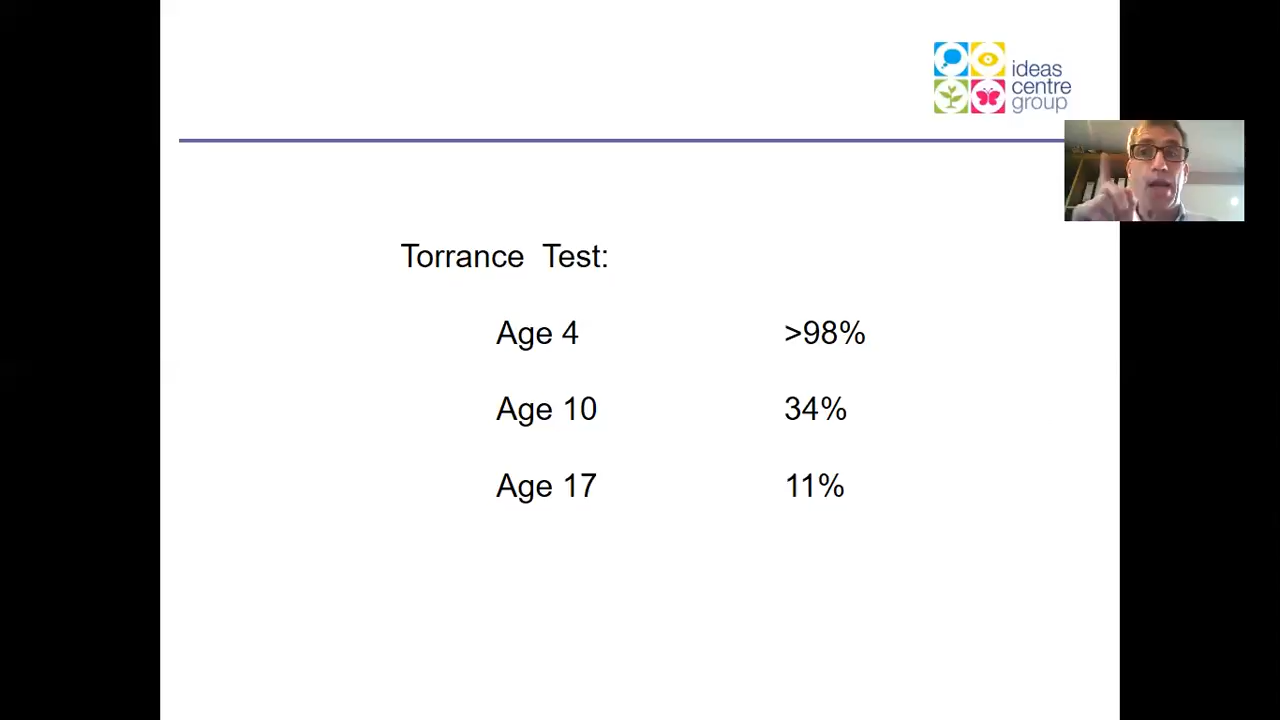 ideas
centre
group
Torrance Test:
Age 4 >98%
Age 10 34%
Age 17 11%